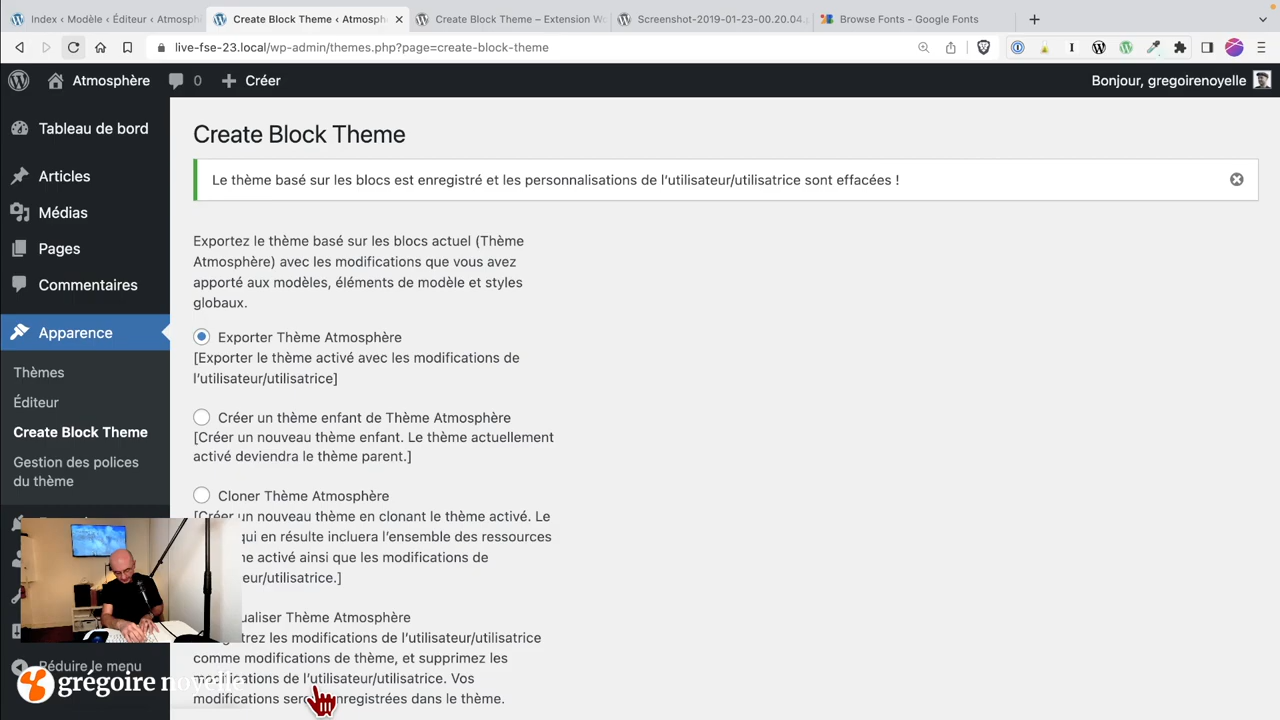 Index ‹ Modèle ‹ Éditeur ‹ Atmosph
Create Block Theme ‹ Atmosph
Create Block Theme – Extension W
Screenshot-2019-01-23-00.20.04.
Browse Fonts - Google Fonts
live-fse-23.local/wp-admin/themes.php?page=create-block-theme
Atmosphère
0
Créer
Bonjour, gregoirenoyelle
Tableau de bord
Articles
Médias
Pages
Commentaires
Apparence
Thèmes
Éditeur
Create Block Theme
Gestion des polices
du thème
Réduire le menu
grégoire noyelle
Create Block Theme
Le thème basé sur les blocs est enregistré et les personnalisations de l'utilisateur/utilisatrice sont effacées !
Exportez le thème basé sur les blocs actuel (Thème
Atmosphère) avec les modifications que vous avez
apporté aux modèles, éléments de modèle et styles
globaux.
Exporter Thème Atmosphère
[Exporter le thème activé avec les modifications de
l'utilisateur/utilisatrice]
Créer un thème enfant de Thème Atmosphère
[Créer un nouveau thème enfant. Le thème actuellement
activé deviendra le thème parent.]
Cloner Thème Atmosphère
[Créer un nouveau thème en clonant le thème activé. Le
qui en résulte incluera l'ensemble des ressources
me activé ainsi que les modifications de
eur/utilisatrice.]
ualiser Thème Atmosphère
trez les modifications de l'utilisateur/utilisatrice
comme modifications de thème, et supprimez les
modifications de l'utilisateur/utilisatrice. Vos
modifications seront enregistrées dans le thème.